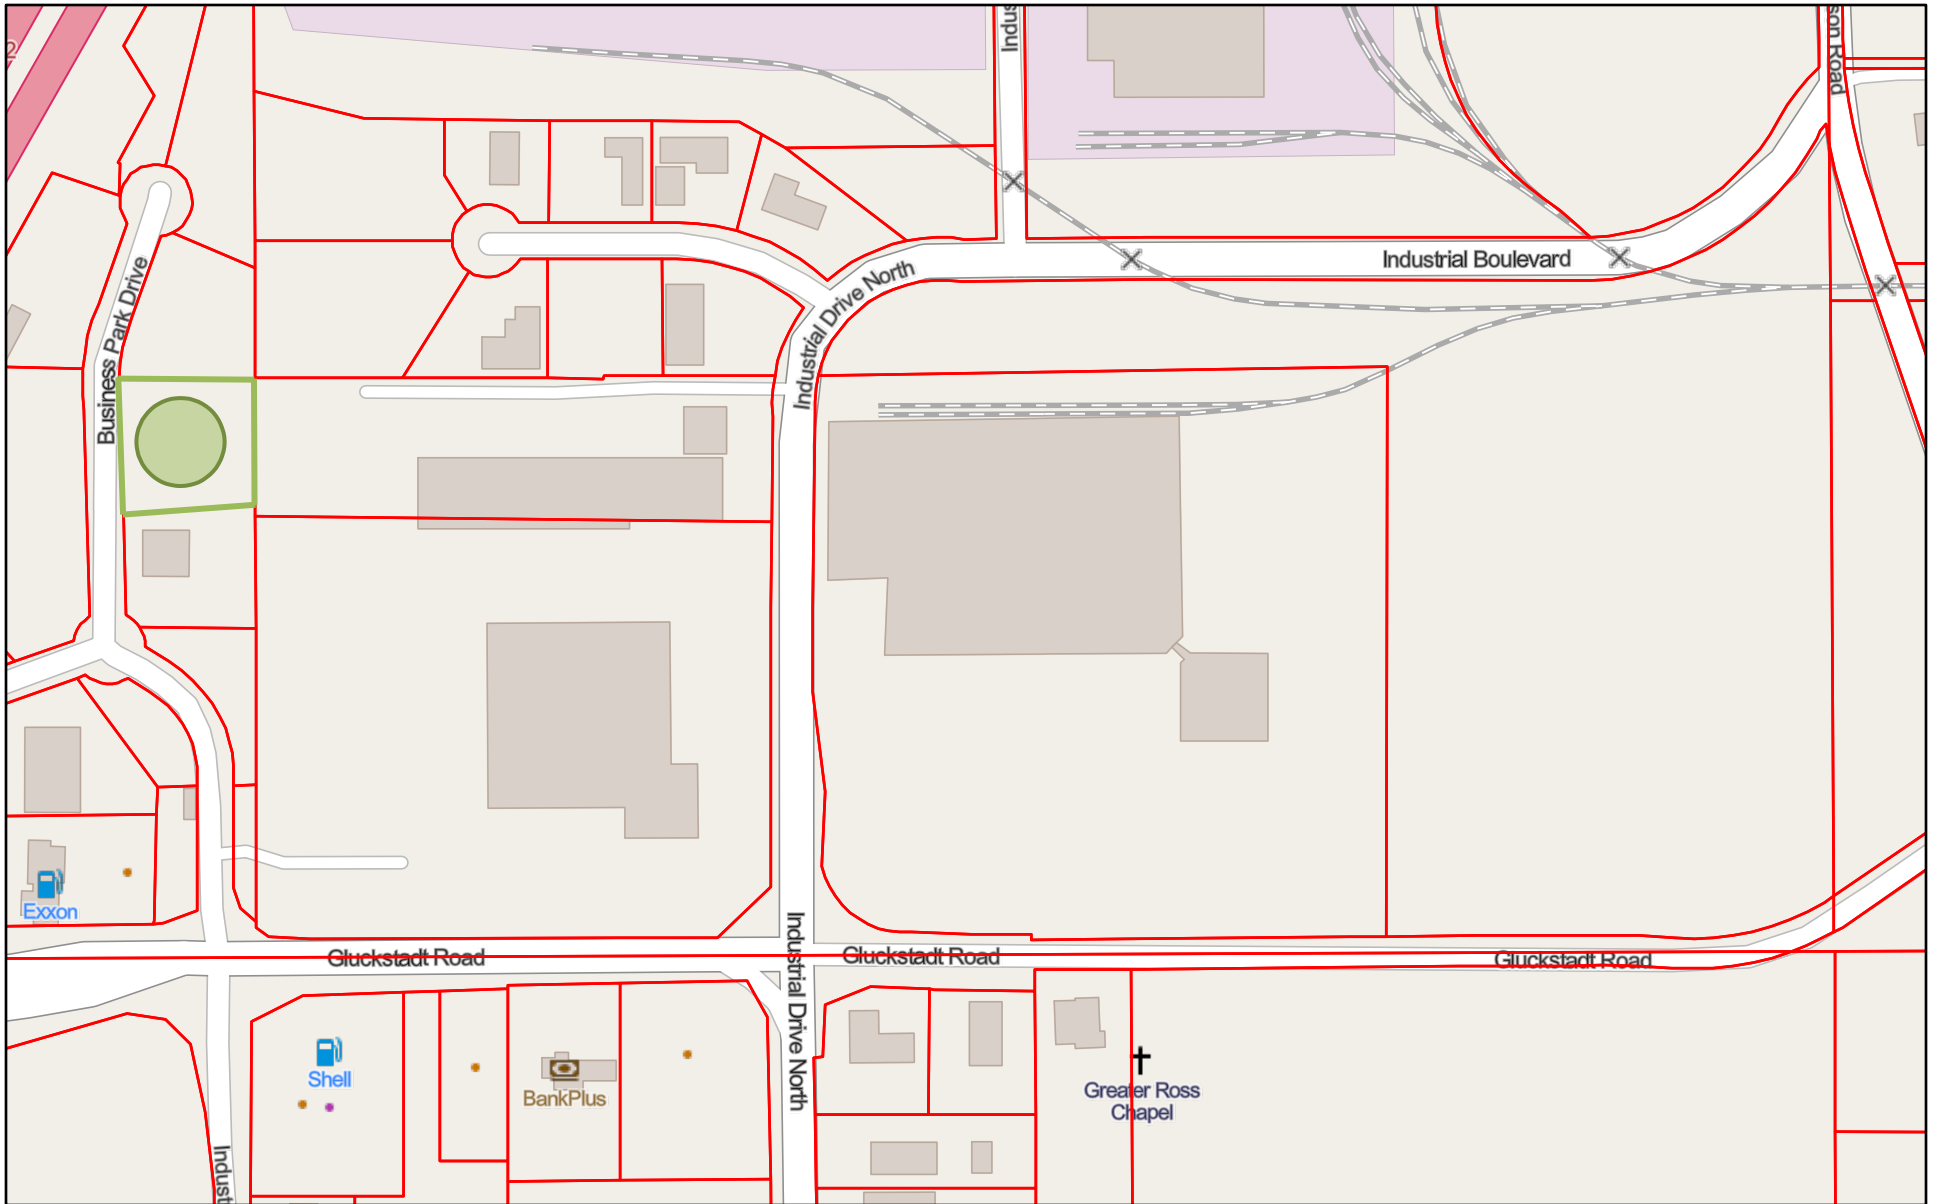 2
Indus
son Road
Industrial Boulevard
Business Park Drive
Industrial Drive North
Exxon
Gluckstadt Road
Gluckstadt Road
Gluckstadt Road
Industrial Drive North
Shell
BankPlus
Greater Ross
Chapel
Indust